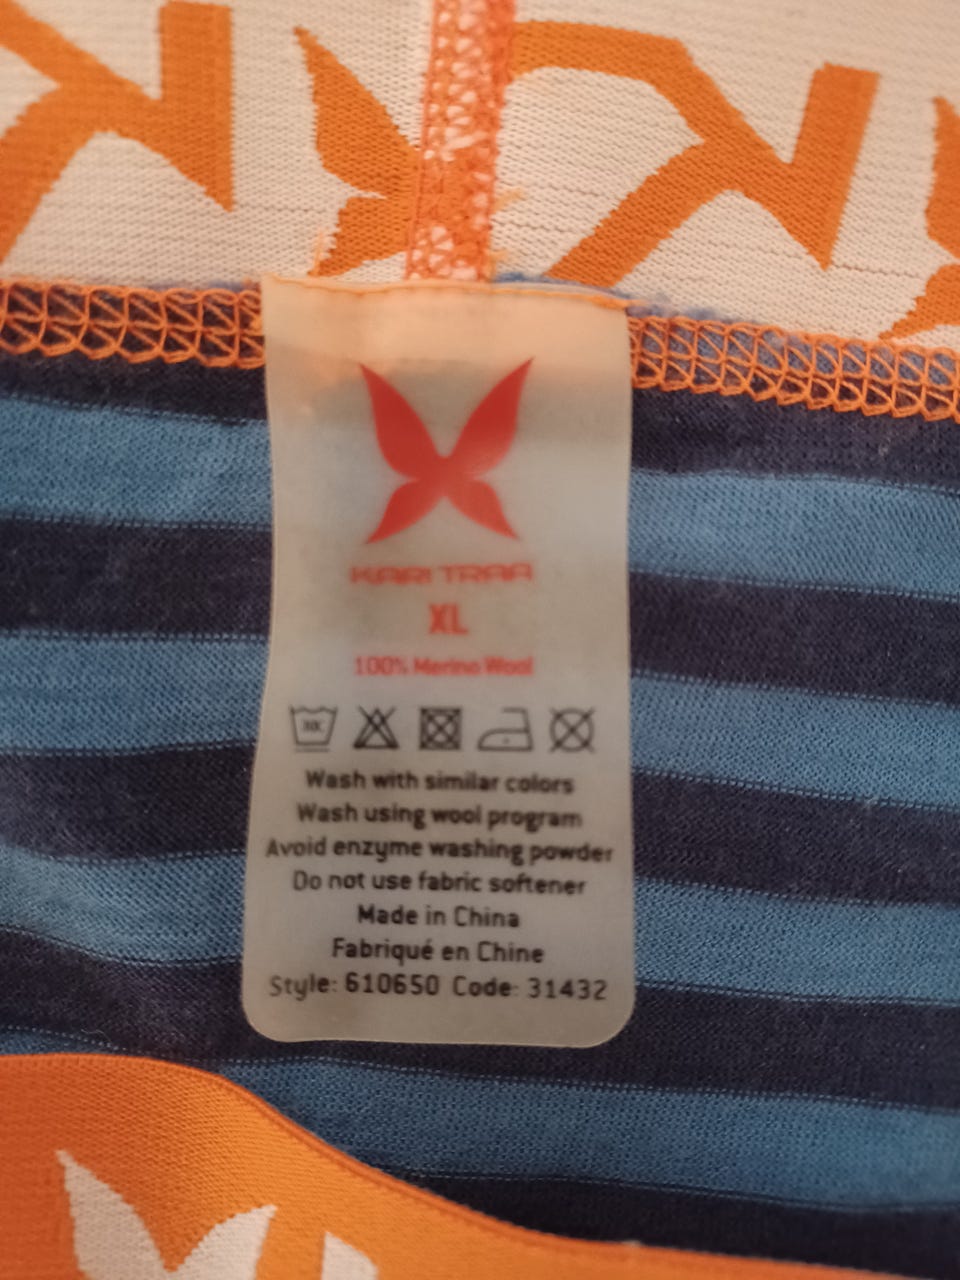 KARI TRAA
XL
100% Merino Wool
30C
Wash with similar colors
Wash using wool program
Avoid enzyme washing powder
Do not use fabric softener
Made in China
Fabriqué en Chine
Style: 610650 Code: 31432